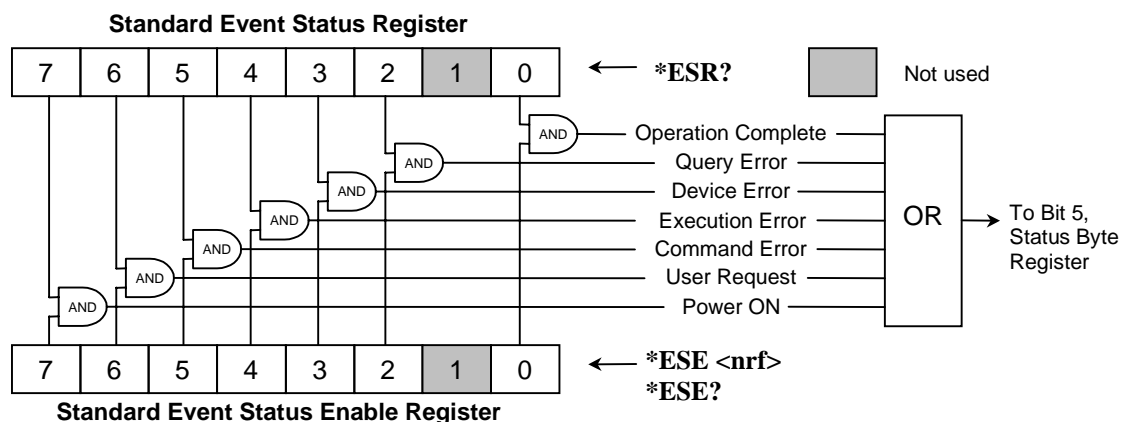 Standard Event Status Register
7 6 5 4 3 2 1 0
*ESR?
Not used
AND
Operation Complete
AND
Query Error
AND
Device Error
AND
Execution Error
AND
Command Error
AND
User Request
AND
Power ON
OR
To Bit 5,
Status Byte
Register
7 6 5 4 3 2 1 0
*ESE <nrf>
*ESE?
Standard Event Status Enable Register